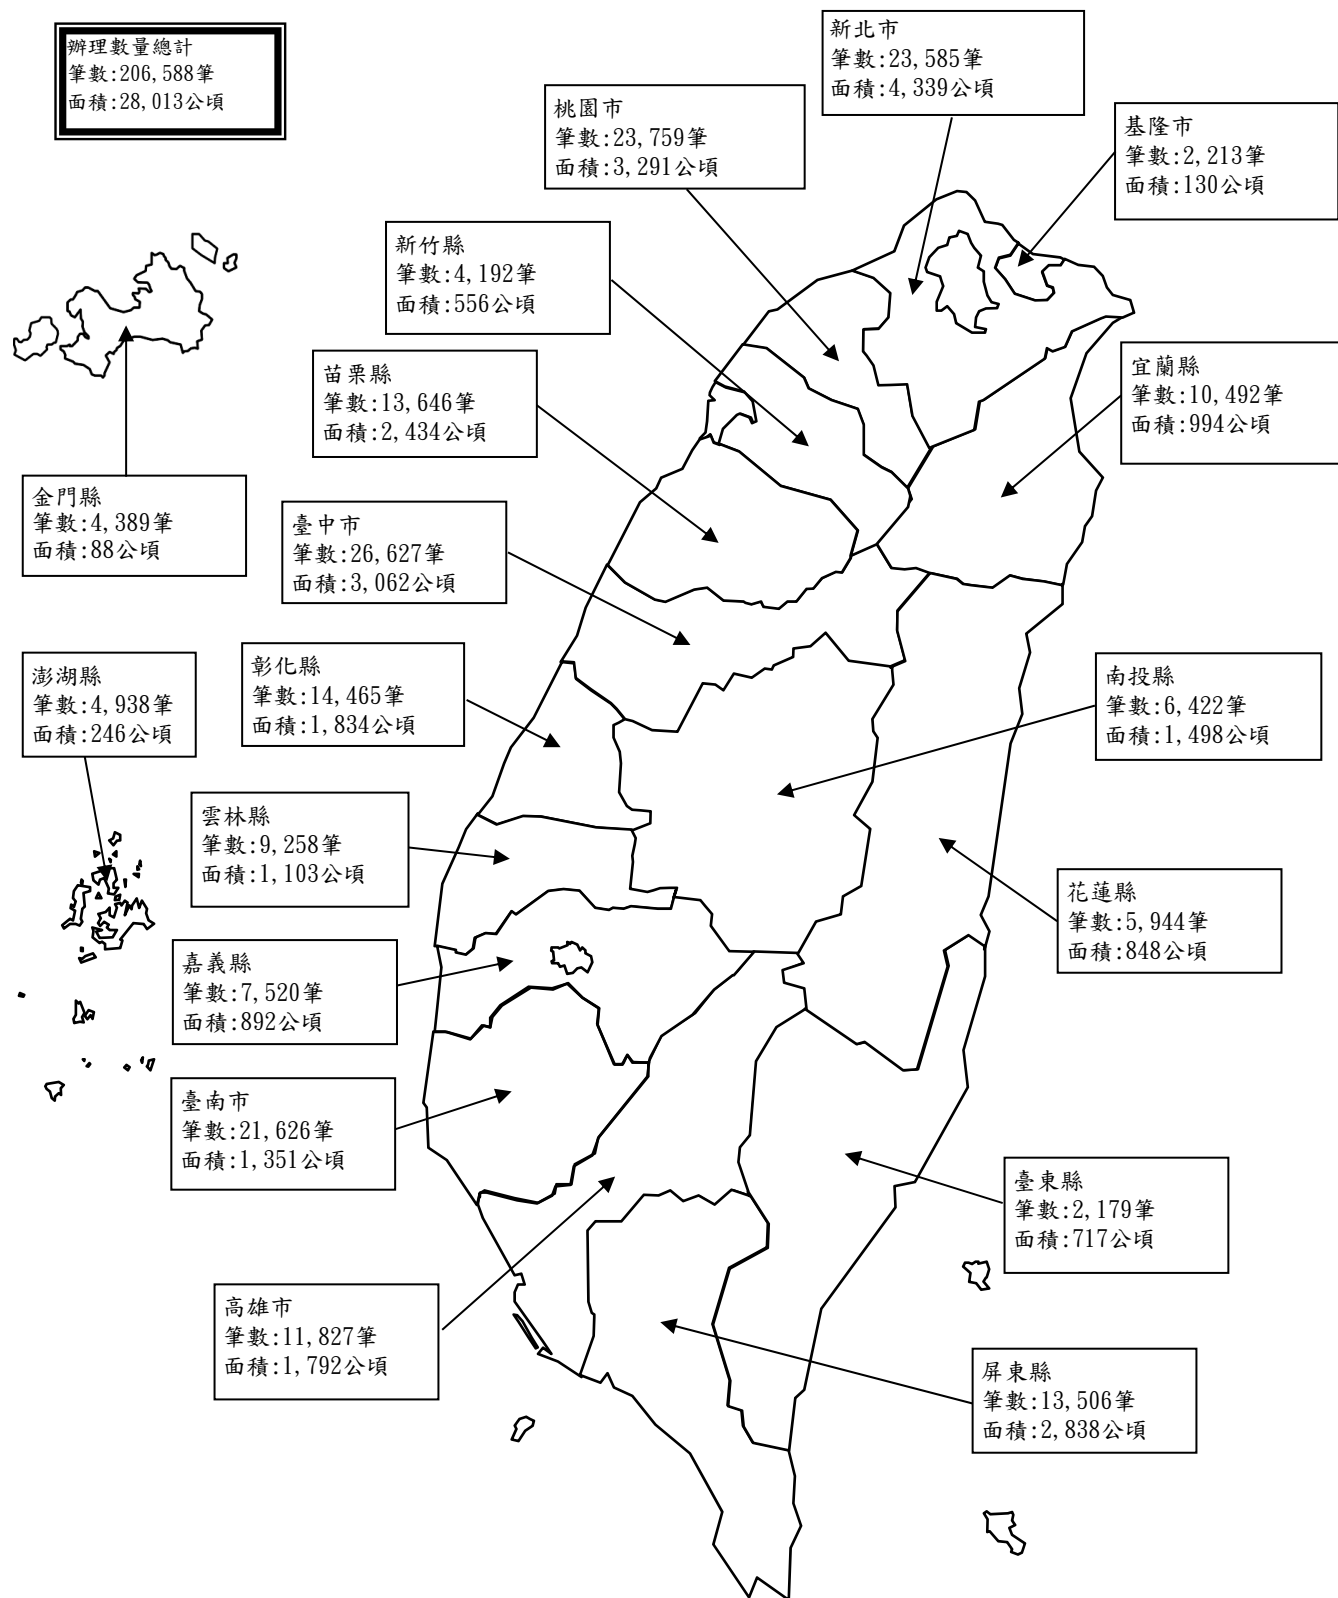 辦理數量總計
筆數:206,588筆
面積:28,013公頃
新北市
筆數:23,585筆
面積:4,339公頃
桃園市
筆數:23,759筆
面積:3,291公頃
基隆市
筆數:2,213筆
面積:130公頃
新竹縣
筆數:4,192筆
面積:556公頃
苗栗縣
筆數:13,646筆
面積:2,434公頃
宜蘭縣
筆數:10,492筆
面積:994公頃
金門縣
筆數:4,389筆
面積:88公頃
臺中市
筆數:26,627筆
面積:3,062公頃
澎湖縣
筆數:4,938筆
面積:246公頃
彰化縣
筆數:14,465筆
面積:1,834公頃
南投縣
筆數:6,422筆
面積:1,498公頃
雲林縣
筆數:9,258筆
面積:1,103公頃
花蓮縣
筆數:5,944筆
面積:848公頃
嘉義縣
筆數:7,520筆
面積:892公頃
臺南市
筆數:21,626筆
面積:1,351公頃
臺東縣
筆數:2,179筆
面積:717公頃
高雄市
筆數:11,827筆
面積:1,792公頃
屏東縣
筆數:13,506筆
面積:2,838公頃